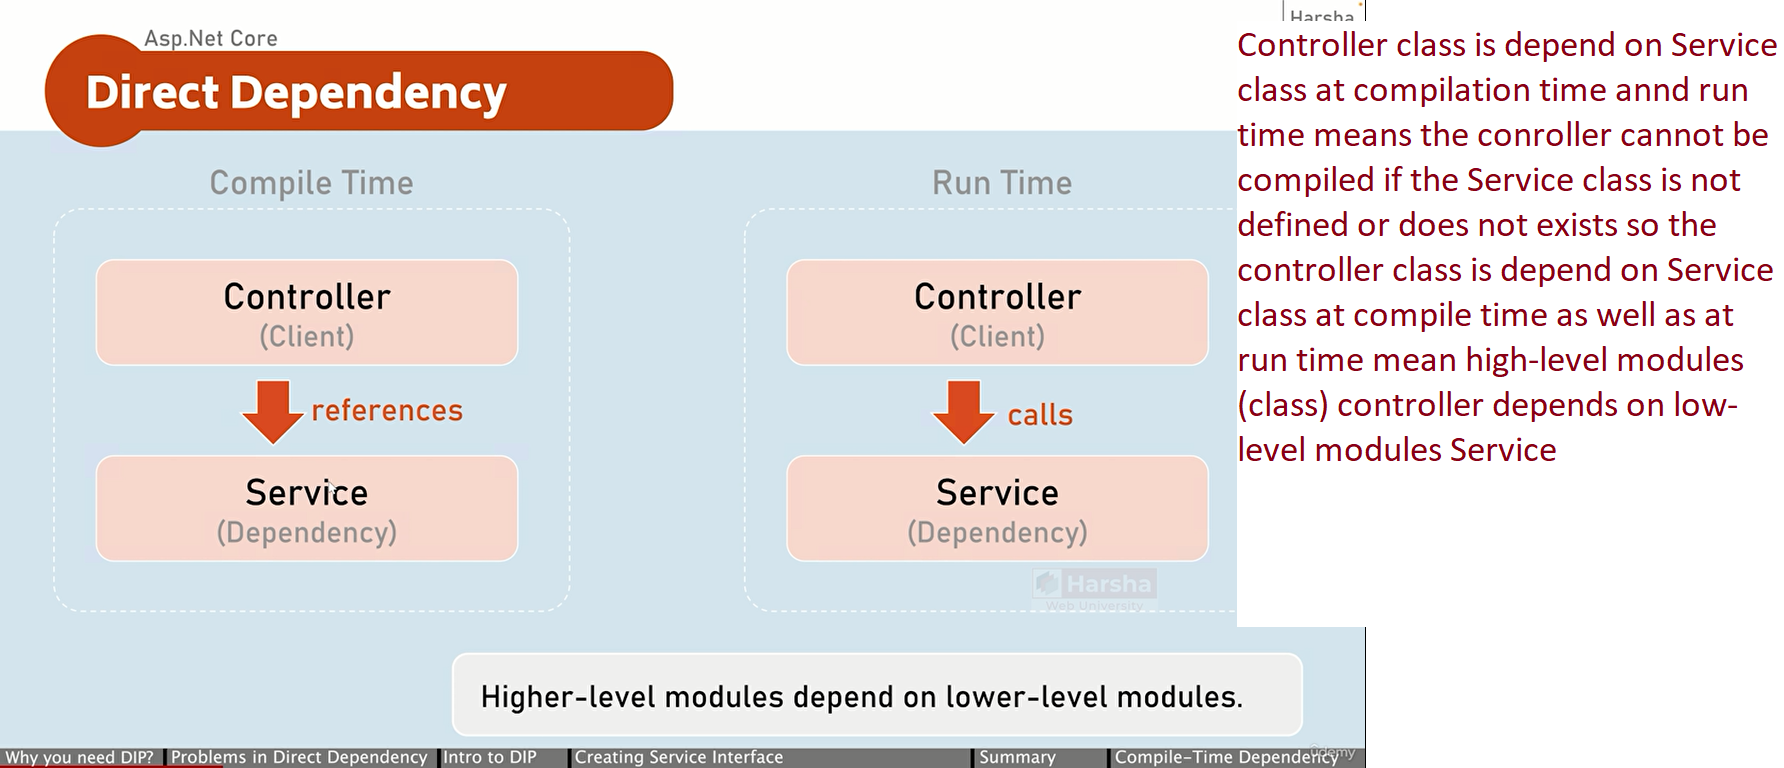 Asp.Net Core
Harsha
Direct Dependency
Compile Time
Controller
(Client)
references
Service
(Dependency)
Run Time
Controller
(Client)
calls
Service
(Dependency)
Harsha
Web University
Higher-level modules depend on lower-level modules.
Controller class is depend on Service
class at compilation time annd run
time means the conroller cannot be
compiled if the Service class is not
defined or does not exists so the
controller class is depend on Service
class at compile time as well as at
run time mean high-level modules
(class) controller depends on low-
level modules Service
Why you need DIP? Problems in Direct Dependency Intro to DIP Creating Service Interface Summary Compile-Time Dependency
ûdemy